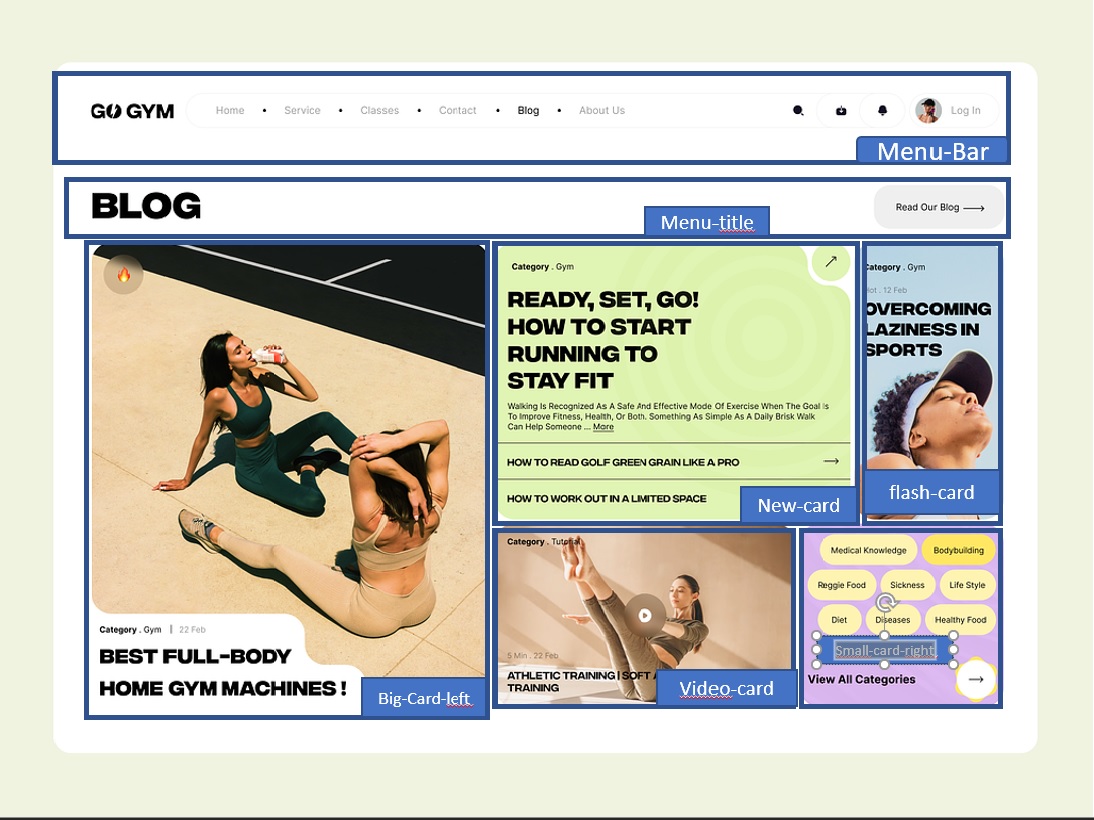 GO GYM
Home • Service • Classes • Contact • Blog • About Us
Log In
Menu-Bar
BLOG
Menu-title
Read Our Blog
Category . Gym | 22 Feb
BEST FULL-BODY
HOME GYM MACHINES !
Big-Card-left
Category . Gym
READY, SET, GO!
HOW TO START
RUNNING TO
STAY FIT
Walking Is Recognized As A Safe And Effective Mode Of Exercise When The Goal Is
To Improve Fitness, Health, Or Both. Something As Simple As A Daily Brisk Walk
Can Help Someone ... More
HOW TO READ GOLIF GREEN GRAIN LIKE A PRO
HOW TO WORK OUT IN A LIMITED SPACE
New-card
Category . Gym
12 Feb
OVERCOMING
LAZINESS IN
SPORTS
flash-card
Category . Tutorial
5 Min . 22 Feb
ATHLETIC TRAINING | SOFT
TRAINING
Video-card
Medical Knowledge
Bodybuilding
Reggie Food
Sickness
Life Style
Diet
Diseases
Healthy Food
Small-card-right
View All Categories